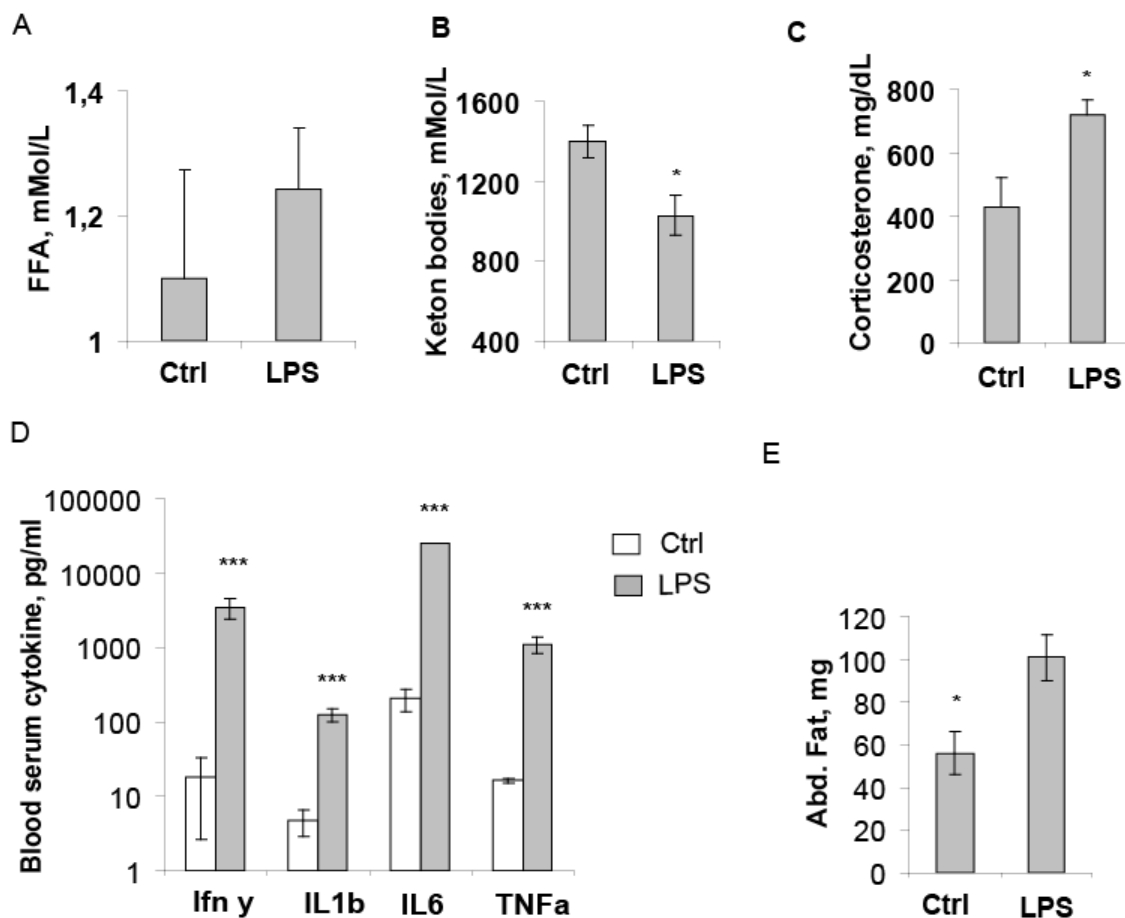 A
FFA, mMol/L
1,4
1,2
1
Ctrl
LPS
B
Keton bodies, mMol/L
1600
1200
800
400
*
Ctrl
LPS
C
Corticosterone, mg/dL
800
600
400
200
0
*
Ctrl
LPS
D
Blood serum cytokine, pg/ml
100000
10000
1000
100
10
1
***
***
***
***
Ifn y
IL1b
IL6
TNFa
Ctrl
LPS
E
Abd. Fat, mg
120
100
80
60
40
20
0
*
Ctrl
LPS